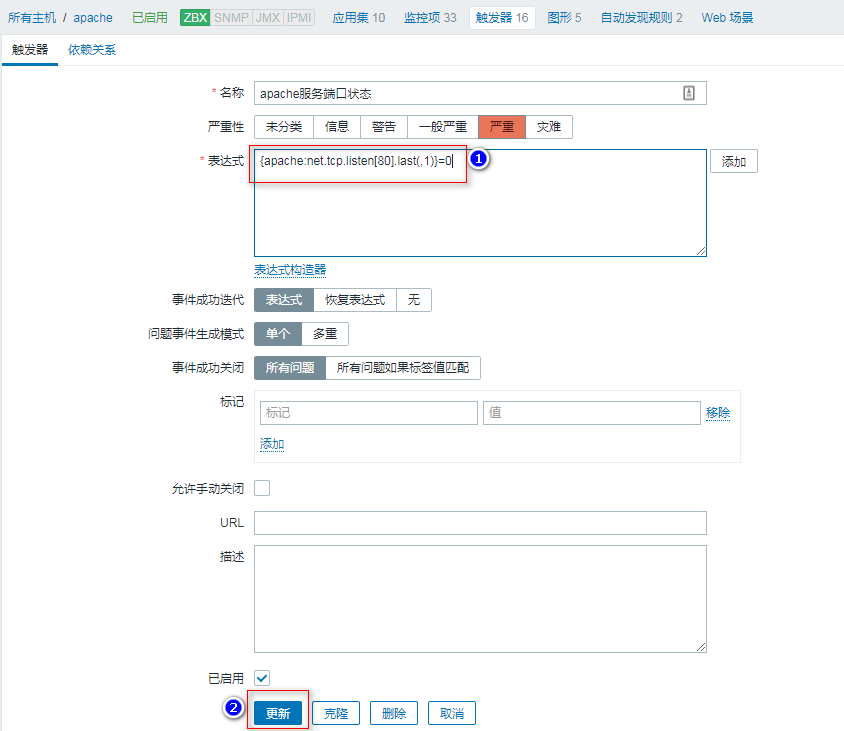 所有主机 / apache 已启用 ZBX SNMP JMX IPMI 应用集 10 监控项 33 触发器 16 图形 5 自动发现规则 2 Web 场景
触发器 依赖关系
* 名称 apache服务端口状态
严重性 未分类 信息 警告 一般严重 严重 灾难
* 表达式 {apache:net.tcp.listen[80].last(,1)}=0 1 添加
表达式构造器
事件成功迭代 表达式 恢复表达式 无
问题事件生成模式 单个 多重
事件成功关闭 所有问题 所有问题如果标签值匹配
标记 标记 值 移除
添加
允许手动关闭
URL
描述
已启用
2 更新 克隆 删除 取消